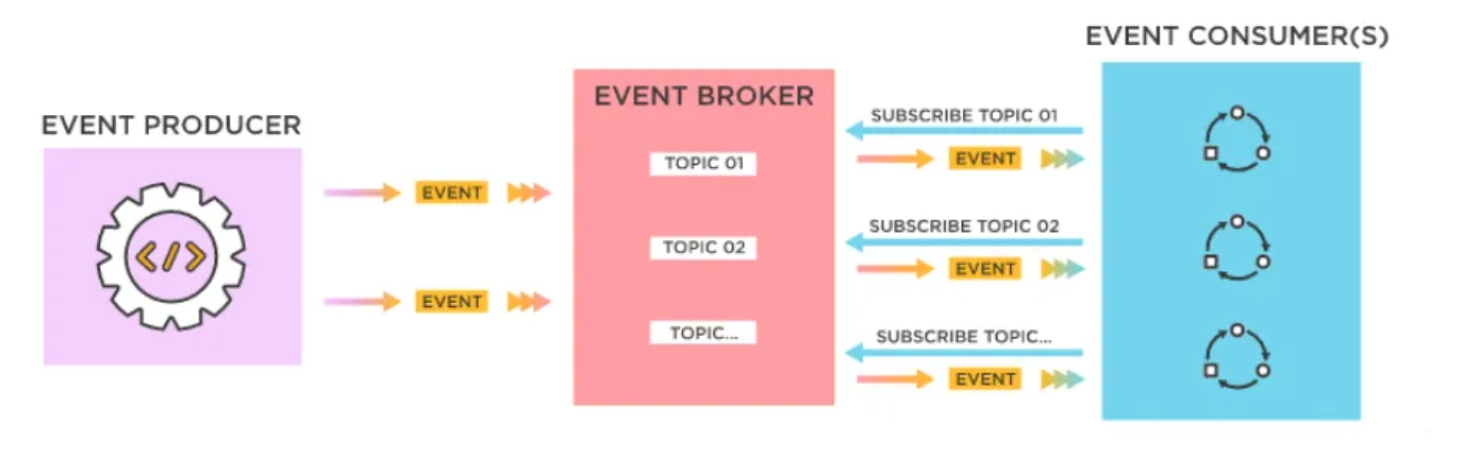 EVENT CONSUMER(S)
EVENT BROKER
EVENT PRODUCER
</>
TOPIC 01
TOPIC 02
TOPIC...
EVENT
EVENT
SUBSCRIBE TOPIC 01
EVENT
SUBSCRIBE TOPIC 02
EVENT
SUBSCRIBE TOPIC...
EVENT